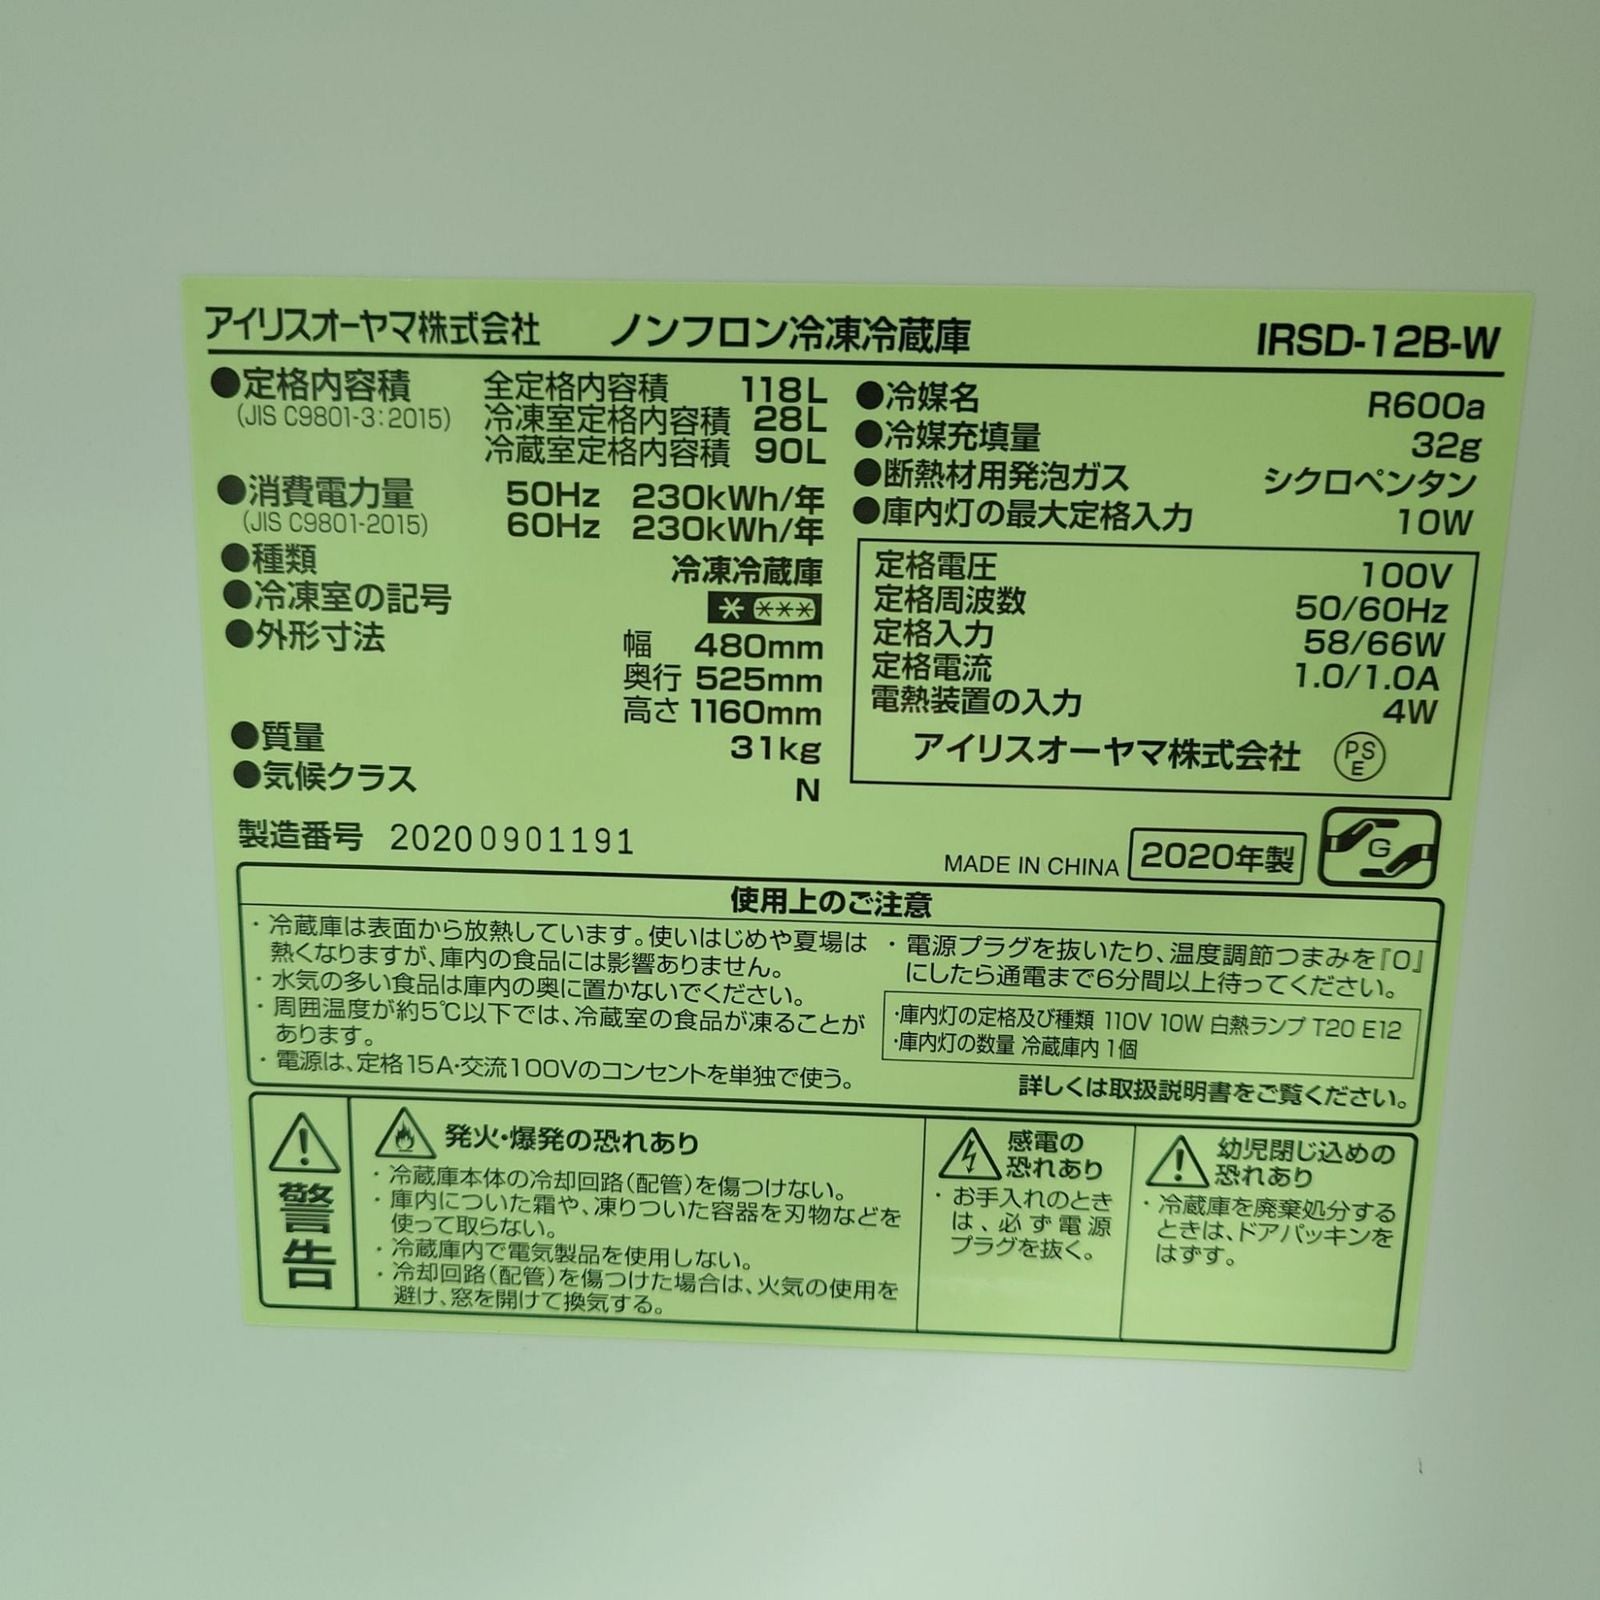 アイリスオーヤマ株式会社 ノンフロン冷凍冷蔵庫 IRSD-12B-W
●定格内容積 全定格内容積 118L
(JIS C9801-3:2015) 冷凍室定格内容積 28L
冷蔵室定格内容積 90L
●消費電力量 50Hz 230kWh/年
(JIS C9801-2015) 60Hz 230kWh/年
●種類 冷凍冷蔵庫
●冷凍室の記号 * ***
●外形寸法 幅 480mm
奥行 525mm
高さ 1160mm
●質量 31kg
●気候クラス N
●冷媒名 R600a
●冷媒充填量 32g
●断熱材用発泡ガス シクロペンタン
●庫内灯の最大定格入力 10W
定格電圧 100V
定格周波数 50/60Hz
定格入力 58/66W
定格電流 1.0/1.0A
電熱装置の入力 4W
アイリスオーヤマ株式会社 PSE
製造番号 20200901191
MADE IN CHINA 2020年製 G
使用上のご注意
・冷蔵庫は表面から放熱しています。使いはじめや夏場は
熱くなりますが、庫内の食品には影響ありません。
・水気の多い食品は庫内の奥に置かないでください。
・周囲温度が約5℃以下では、冷蔵室の食品が凍ることが
あります。
・電源は、定格15A・交流100Vのコンセントを単独で使う。
・電源プラグを抜いたり、温度調節つまみを『0』
にしたら通電まで6分間以上待ってください。
・庫内灯の定格及び種類 110V 10W 白熱ランプ T20 E12
・庫内灯の数量 冷蔵庫内 1個
詳しくは取扱説明書をご覧ください。
警告
発火・爆発の恐れあり
・冷蔵庫本体の冷却回路(配管)を傷つけない。
・庫内についた霜や、凍りついた容器を刃物などを
使って取らない。
・冷蔵庫内で電気製品を使用しない。
・冷却回路(配管)を傷つけた場合は、火気の使用を
避け、窓を開けて換気する。
感電の
恐れあり
・お手入れのとき
は、必ず電源
プラグを抜く。
幼児閉じ込めの
恐れあり
・冷蔵庫を廃棄処分する
ときは、ドアパッキンを
はずす。